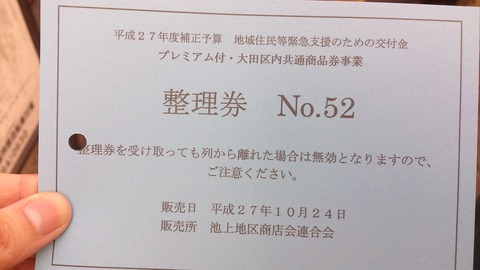 平成２７年度補正予算　地域住民等緊急支援のための交付金
プレミアム付・大田区内共通商品券事業
整理券　No.52
整理券を受け取っても列から離れた場合は無効となりますので、
ご注意ください。
販売日　平成２７年１０月２４日
販売所　池上地区商店会連合会